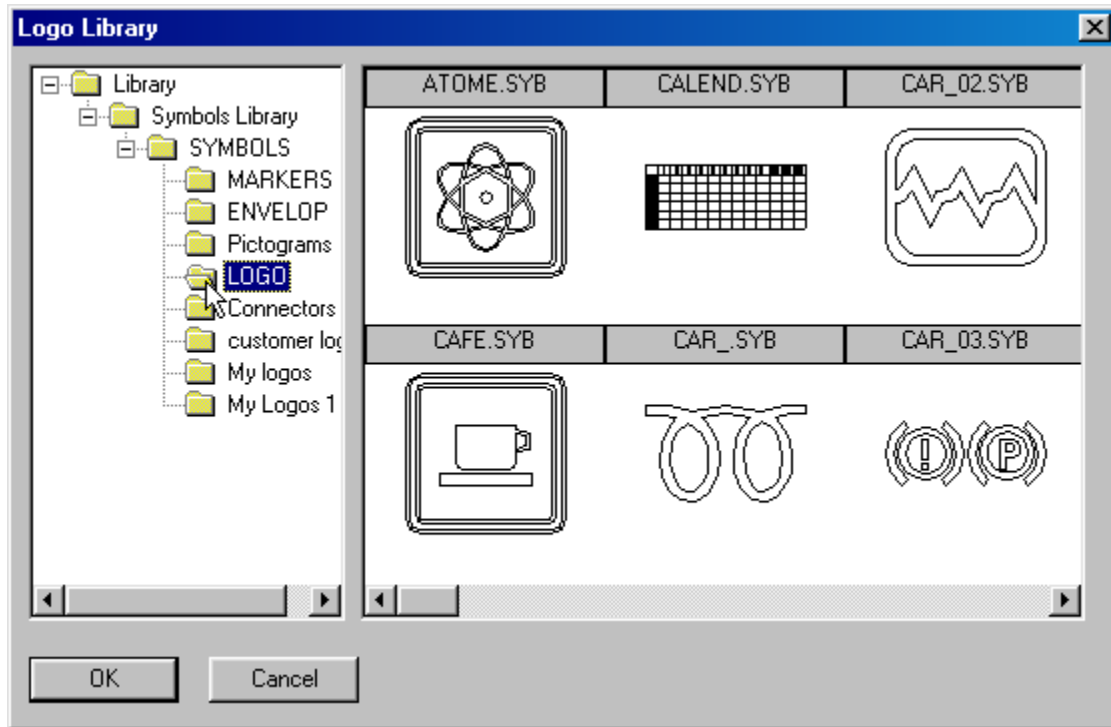 Logo Library
Library
Symbols Library
SYMBOLS
MARKERS
ENVELOP
Pictograms
LOGO
Connectors
customer log
My logos
My Logos 1
ATOME.SYB CALEND.SYB CAR_02.SYB
CAFE.SYB CAR_.SYB CAR_03.SYB
! P
OK Cancel